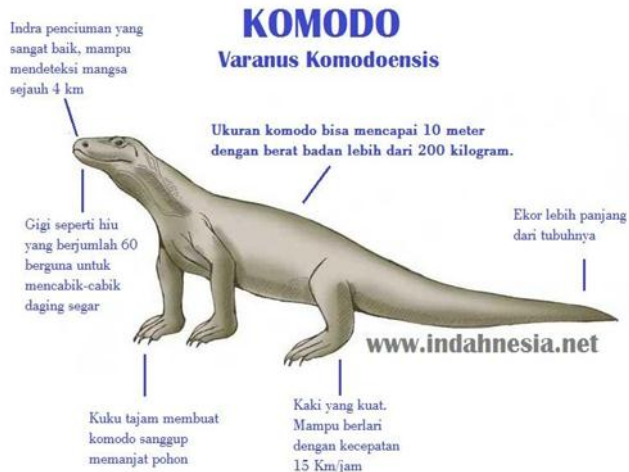 KOMODO
Varanus Komodoensis
Indra penciuman yang
sangat baik, mampu
mendeteksi mangsa
sejauh 4 km
Ukuran komodo bisa mencapai 10 meter
dengan berat badan lebih dari 200 kilogram.
Gigi seperti hiu
yang berjumlah 60
berguna untuk
mencabik-cabik
daging segar
Ekor lebih panjang
dari tubuhnya
www.indahnesia.net
Kuku tajam membuat
komodo sanggup
memanjat pohon
Kaki yang kuat.
Mampu berlari
dengan kecepatan
15 Km/jam